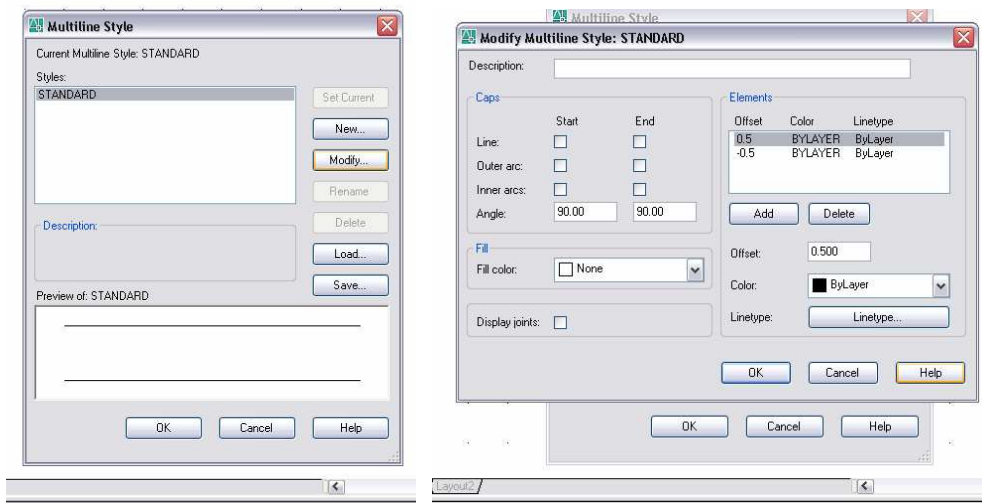 Multiline Style
Current Multiline Style: STANDARD
Styles:
STANDARD
Set Current
New...
Modify...
Rename
Delete
Description:
Load...
Save...
Preview of: STANDARD
OK Cancel Help
Multiline Style
Modify Multiline Style: STANDARD
Description:
Caps
Start End
Line:
Outer arc:
Inner arcs:
Angle: 90.00 90.00
Fill
Fill color: None
Display joints:
Elements
Offset Color Linetype
0.5 BYLAYER ByLayer
-0.5 BYLAYER ByLayer
Add Delete
Offset: 0.500
Color: ByLayer
Linetype: Linetype...
OK Cancel Help
OK Cancel Help
Layout2